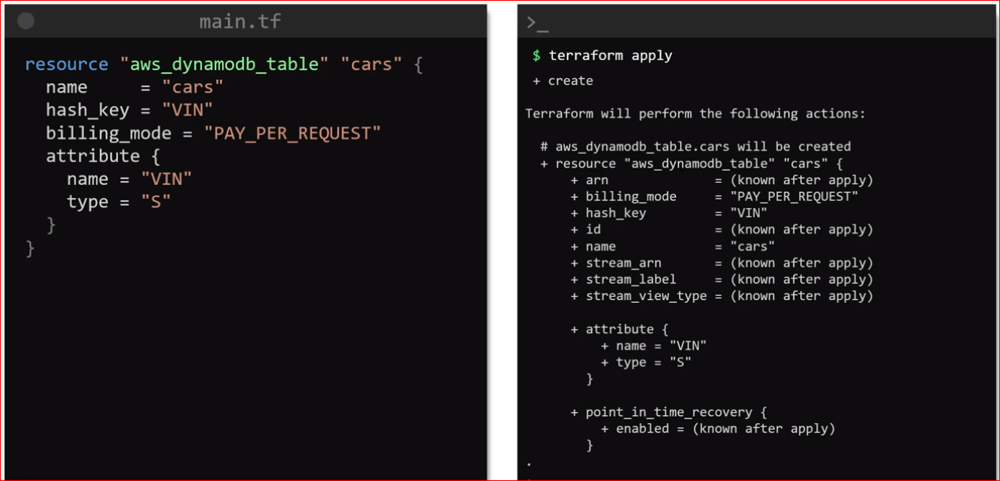 main.tf
resource "aws_dynamodb_table" "cars" {
  name     = "cars"
  hash_key = "VIN"
  billing_mode = "PAY_PER_REQUEST"
  attribute {
    name = "VIN"
    type = "S"
  }
}
>_
$ terraform apply
+ create
Terraform will perform the following actions:
  # aws_dynamodb_table.cars will be created
  + resource "aws_dynamodb_table" "cars" {
      + arn              = (known after apply)
      + billing_mode     = "PAY_PER_REQUEST"
      + hash_key         = "VIN"
      + id               = (known after apply)
      + name             = "cars"
      + stream_arn       = (known after apply)
      + stream_label     = (known after apply)
      + stream_view_type = (known after apply)
      + attribute {
          + name = "VIN"
          + type = "S"
        }
      + point_in_time_recovery {
          + enabled = (known after apply)
        }
.